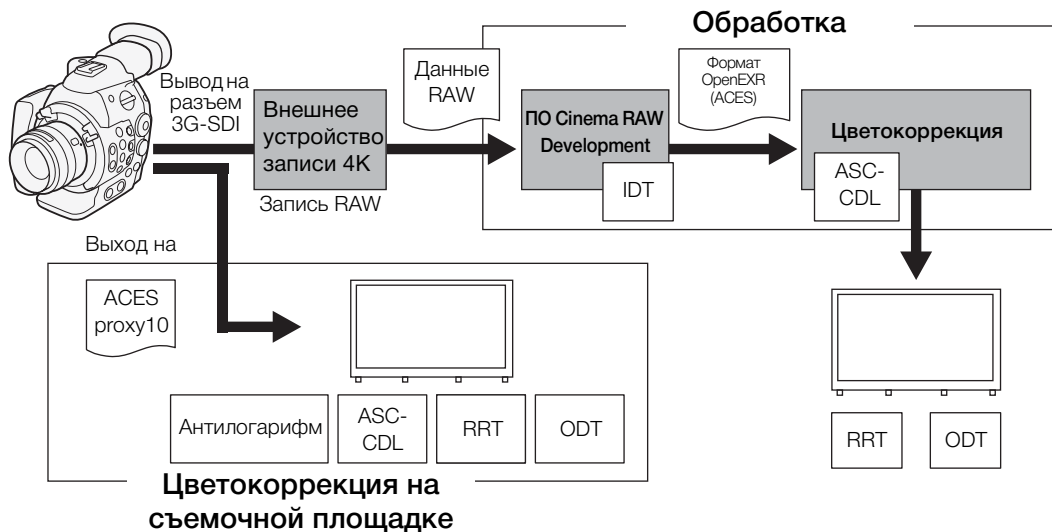 Обработка
Вывод на
разъем
3G-SDI
Внешнее
устройство
записи 4K
Запись RAW
Данные
RAW
ПО Cinema RAW
Development
IDT
Формат
OpenEXR
(ACES)
Цветокоррекция
ASC-
CDL
Выход на
ACES
proxy10
Антилогарифм
ASC-
CDL
RRT
ODT
RRT
ODT
Цветокоррекция на
съемочной площадке